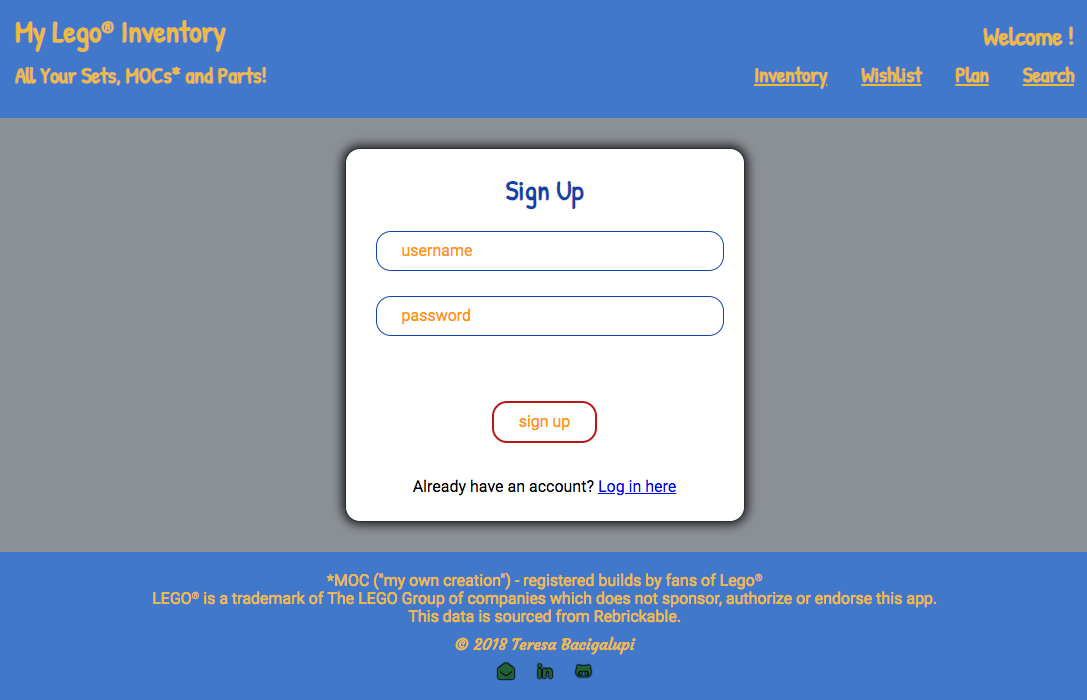 My Lego® Inventory
Welcome !
All Your Sets, MOCs* and Parts!
Inventory Wishlist Plan Search
Sign Up
username
password
sign up
Already have an account? Log in here
*MOC ("my own creation") - registered builds by fans of Lego®
LEGO® is a trademark of The LEGO Group of companies which does not sponsor, authorize or endorse this app.
This data is sourced from Rebrickable.
© 2018 Teresa Bacigalupi
in